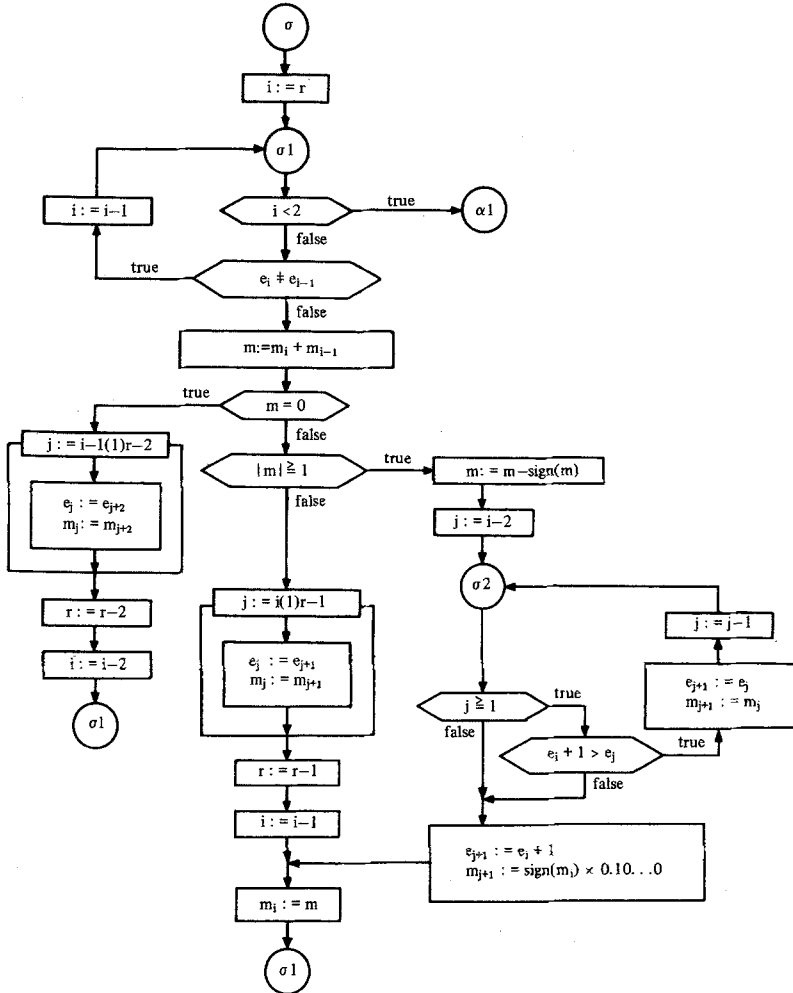 σ
i := r
σ1
i := i−1
i < 2
true
α1
false
true
e_i ≠ e_{i−1}
false
m:=m_i + m_{i−1}
true
m = 0
false
j : = i−1(1)r−2
|m| ≧ 1
true
m: = m−sign(m)
false
e_j : = e_{j+2}
m_j : = m_{j+2}
j : = i−2
σ2
r : = r−2
j : = i(1)r−1
j : = j−1
i : = i−2
e_j : = e_{j+1}
m_j : = m_{j+1}
e_{j+1} : = e_j
m_{j+1} : = m_j
σ1
j ≧ 1
true
false
e_i + 1 > e_j
true
false
r : = r−1
i : = i−1
e_{j+1} : = e_i + 1
m_{j+1} : = sign(m_i) × 0.10...0
m_i : = m
σ1